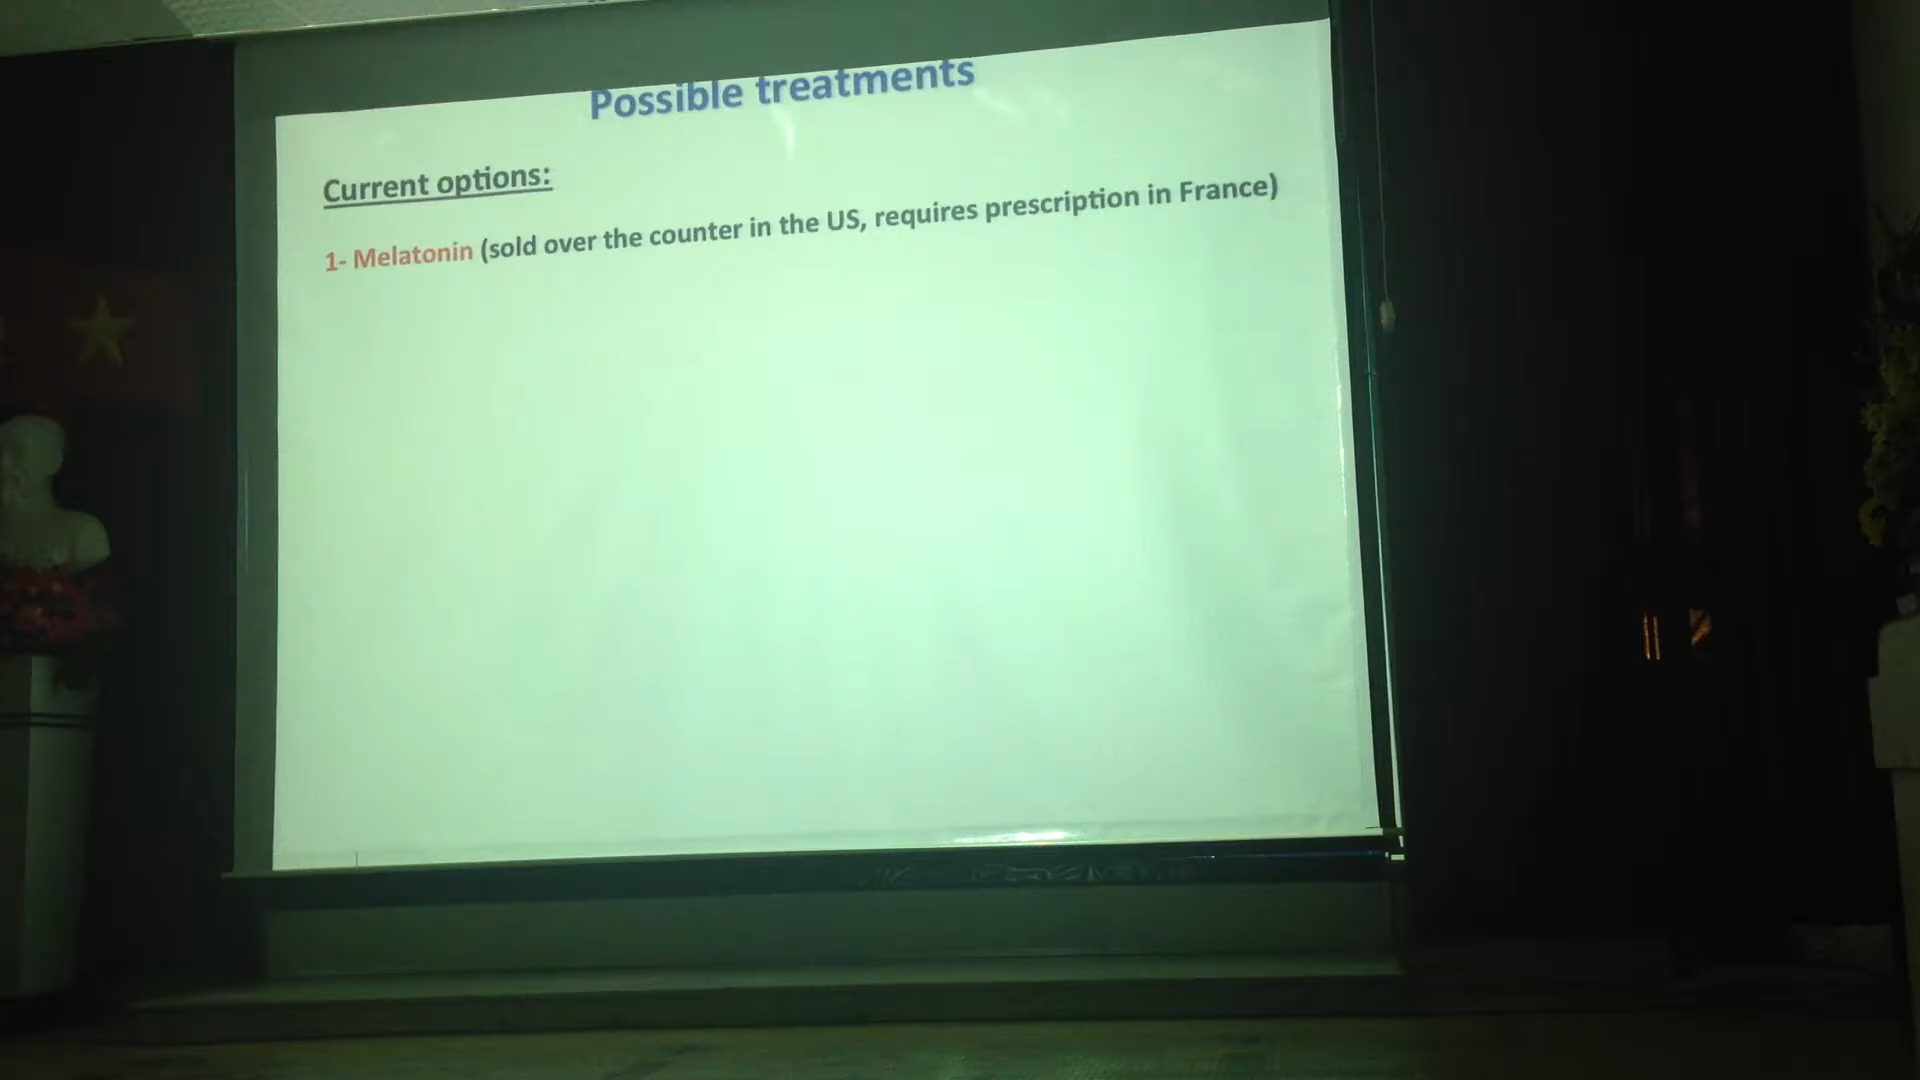 Possible treatments
Current options:
1- Melatonin (sold over the counter in the US, requires prescription in France)